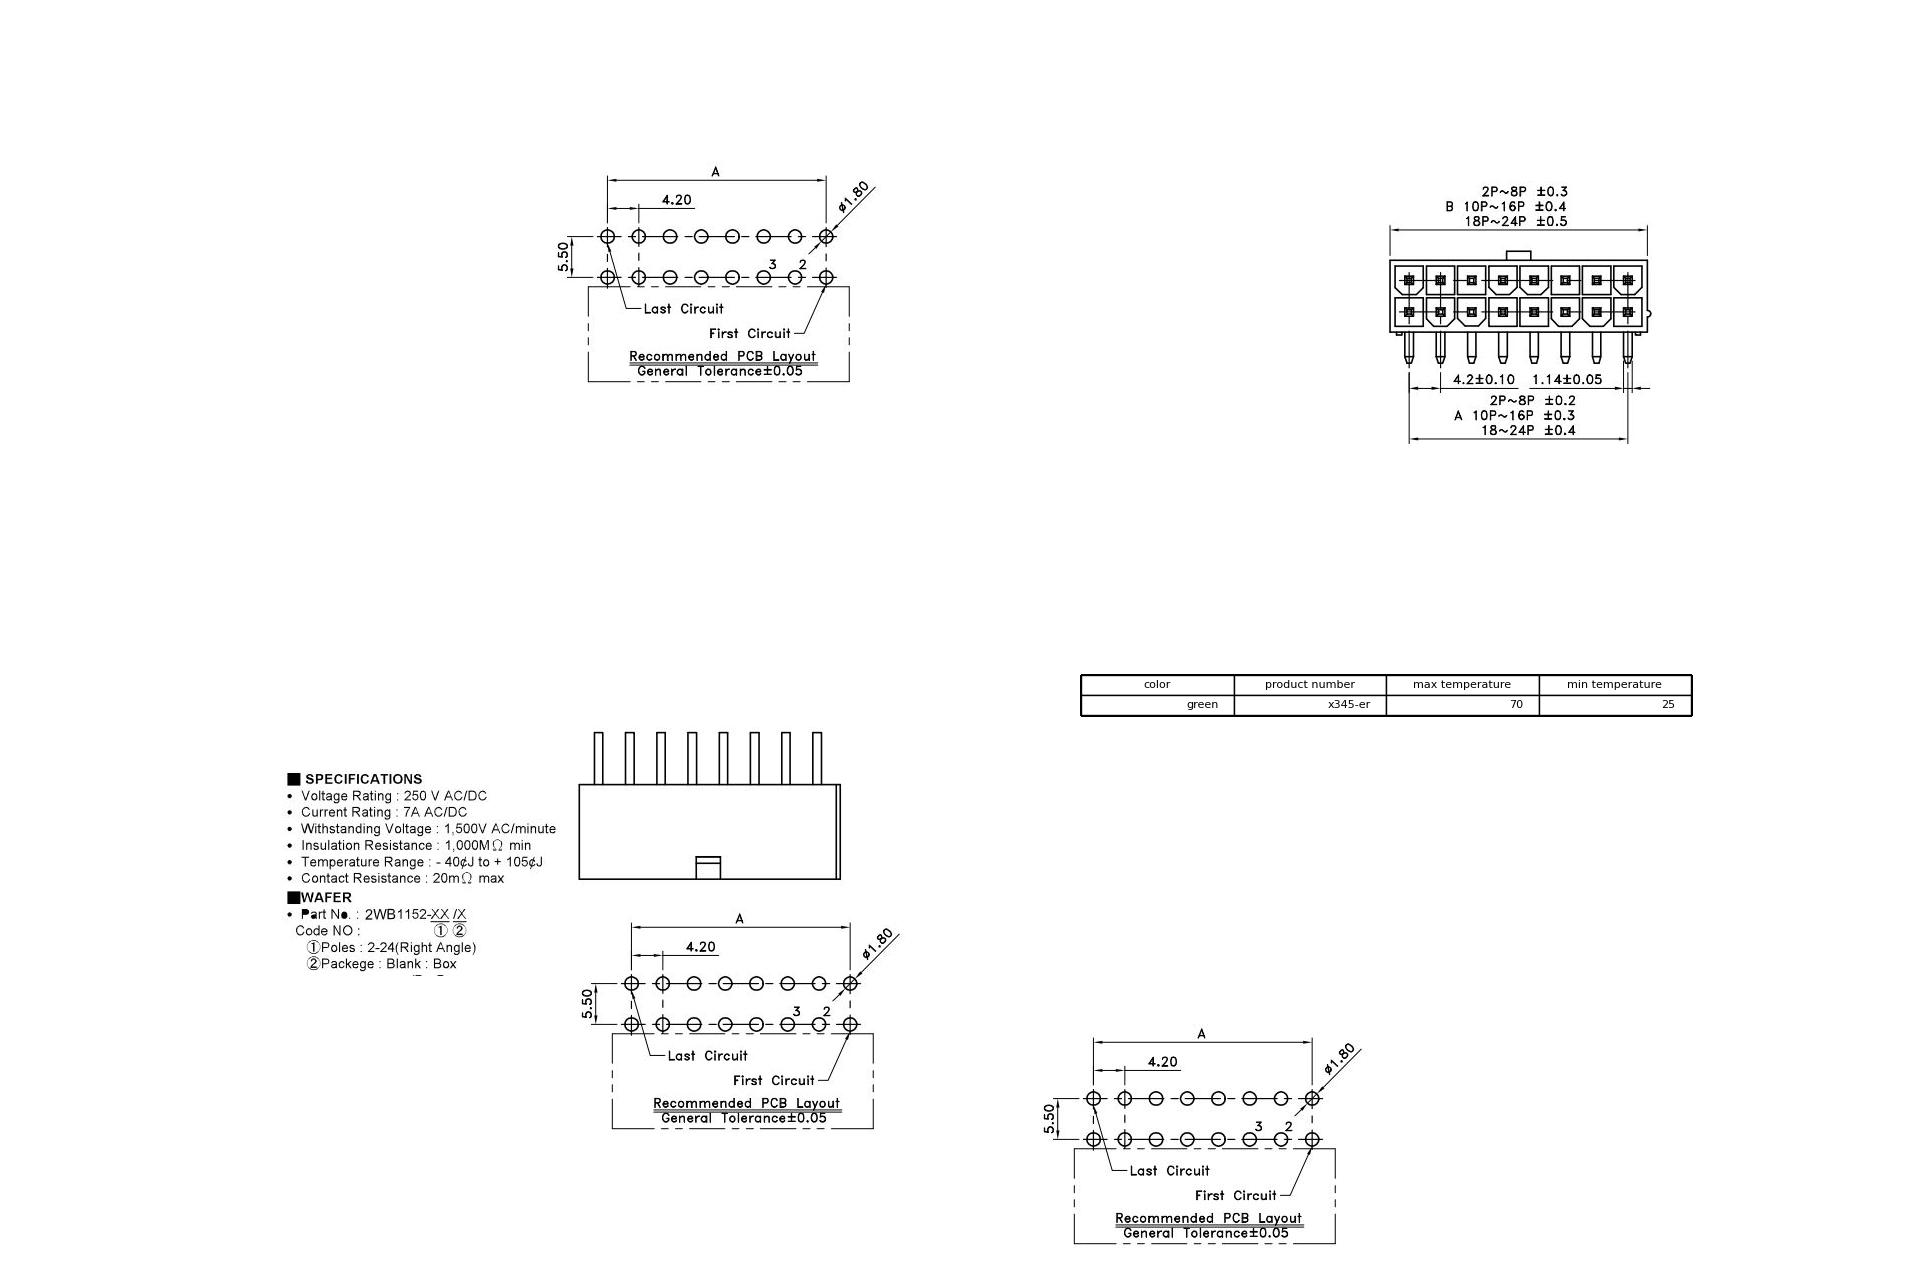 A
4.20
ø1.80
5.50
3 2
Last Circuit
First Circuit
Recommended PCB Layout
General Tolerance±0.05
2P~8P ±0.3
B 10P~16P ±0.4
18P~24P ±0.5
4.2±0.10 1.14±0.05
2P~8P ±0.2
A 10P~16P ±0.3
18~24P ±0.4
color product number max temperature min temperature
green x345-er 70 25
■ SPECIFICATIONS
• Voltage Rating : 250 V AC/DC
• Current Rating : 7A AC/DC
• Withstanding Voltage : 1,500V AC/minute
• Insulation Resistance : 1,000MΩ min
• Temperature Range : - 40¢J to + 105¢J
• Contact Resistance : 20mΩ max
■WAFER
• Part No. : 2WB1152-XX /X
Code NO : ① ②
①Poles : 2-24(Right Angle)
②Packege : Blank : Box
A
4.20
ø1.80
5.50
3 2
Last Circuit
First Circuit
Recommended PCB Layout
General Tolerance±0.05
A
4.20
ø1.80
5.50
3 2
Last Circuit
First Circuit
Recommended PCB Layout
General Tolerance±0.05